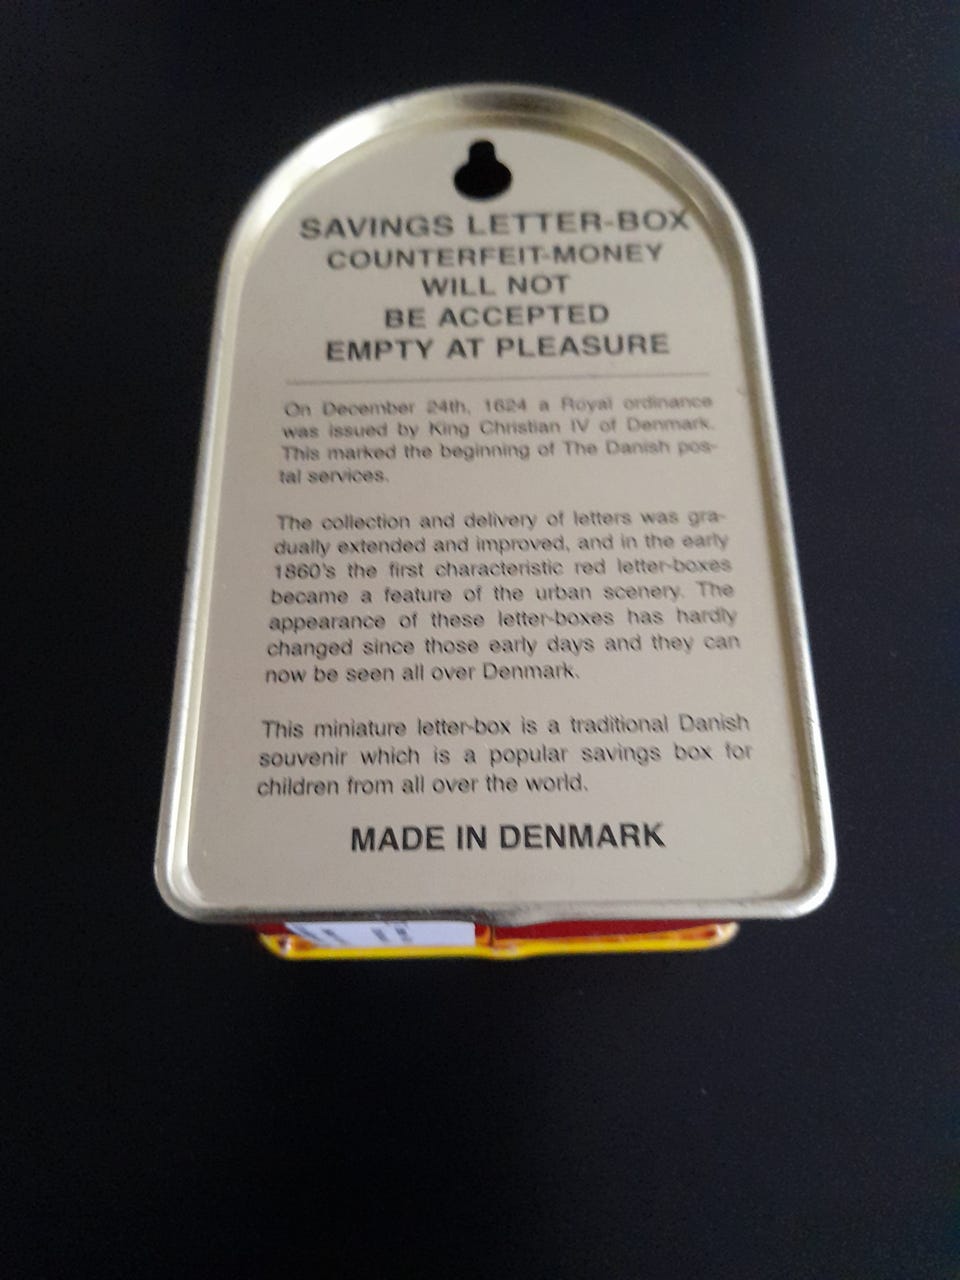 SAVINGS LETTER-BOX
COUNTERFEIT-MONEY
WILL NOT
BE ACCEPTED
EMPTY AT PLEASURE
On December 24th, 1624 a Royal ordinance
was issued by King Christian IV of Denmark.
This marked the beginning of The Danish pos-
tal services.
The collection and delivery of letters was gra-
dually extended and improved, and in the early
1860's the first characteristic red letter-boxes
became a feature of the urban scenery. The
appearance of these letter-boxes has hardly
changed since those early days and they can
now be seen all over Denmark.
This miniature letter-box is a traditional Danish
souvenir which is a popular savings box for
children from all over the world.
MADE IN DENMARK